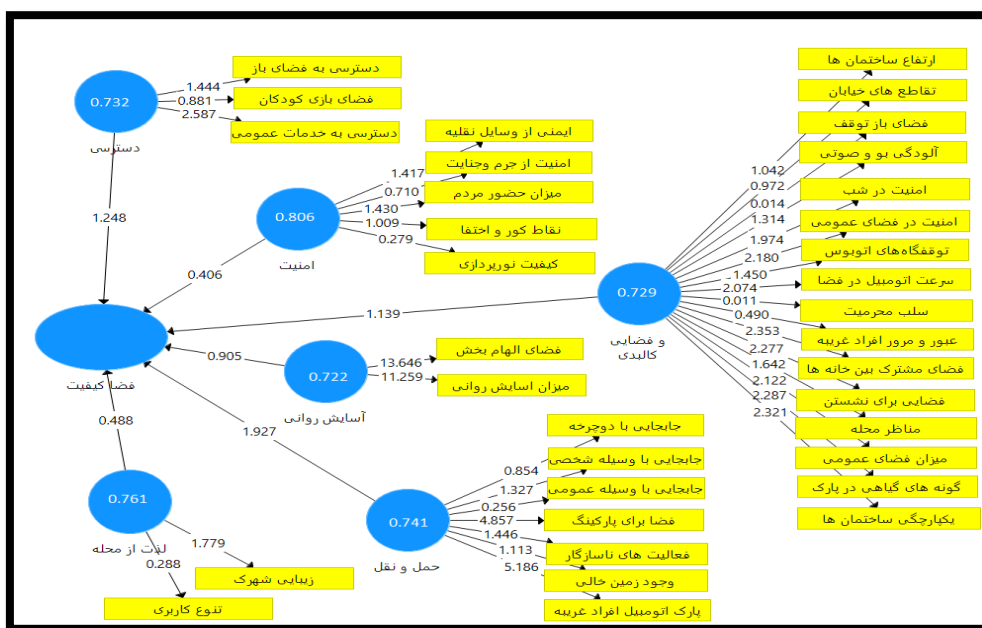 0.732
دسترسی
1.444
0.881
2.587
دسترسی به فضای باز
فضای بازی کودکان
دسترسی به خدمات عمومی
1.248
0.806
امنیت
1.417
0.710
1.430
1.009
0.279
ایمنی از وسایل نقلیه
امنیت از جرم وجنایت
میزان حضور مردم
نقاط کور و اختفا
کیفیت نورپردازی
0.406
فضا کیفیت
1.139
0.729
و فضایی
کالبدی
1.042
0.972
0.014
1.314
1.974
2.180
1.450
2.074
0.011
0.490
2.353
2.277
1.642
2.122
2.287
2.321
ارتفاع ساختمان ها
تقاطع های خیابان
فضای باز توقف
آلودگی بو و صوتی
امنیت در شب
امنیت در فضای عمومی
توقفگاه‌های اتوبوس
سرعت اتومبیل در فضا
سلب محرمیت
عبور و مرور افراد غریبه
فضای مشترک بین خانه ها
فضایی برای نشستن
مناظر محله
میزان فضای عمومی
گونه های گیاهی در پارک
یکپارچگی ساختمان ها
0.905
0.722
آسایش روانی
13.646
11.259
فضای الهام بخش
میزان اسایش روانی
1.927
0.741
حمل و نقل
0.854
1.327
0.256
4.857
1.446
1.113
5.186
جابجایی با دوچرخه
جابجایی با وسیله شخصی
جابجایی با وسیله عمومی
فضا برای پارکینگ
فعالیت های ناسازگار
وجود زمین خالی
پارک اتومبیل افراد غریبه
0.488
0.761
لذت از محله
1.779
0.288
زیبایی شهرک
تنوع کاربری